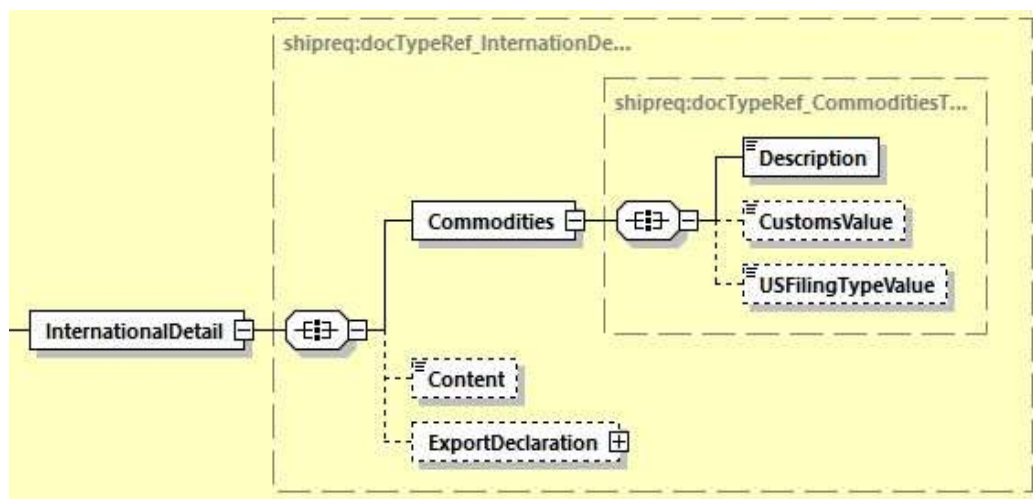 shipreq:docTypeRef_InternationDe...
shipreq:docTypeRef_CommoditiesT...
Description
Commodities
CustomsValue
USFilingTypeValue
InternationalDetail
Content
ExportDeclaration